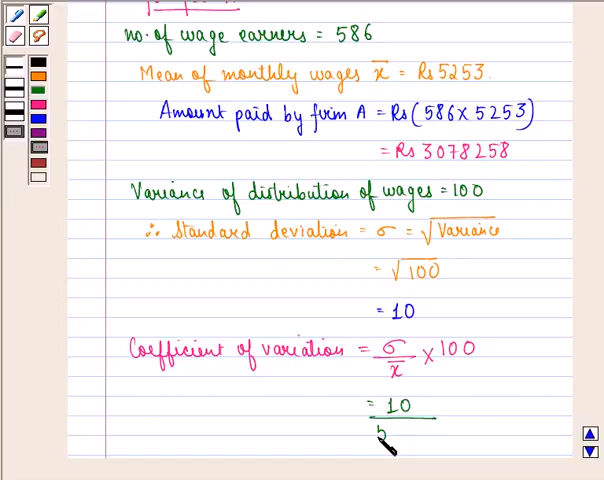 no. of wage earners = 586
Mean of monthly wages x̄ = Rs 5253.
Amount paid by firm A = Rs (586 × 5253)
= Rs 3078258
Variance of distribution of wages = 100
∴ Standard deviation = σ = √Variance
= √100
= 10
Coefficient of variation = σ/x̄ × 100
= 10
5